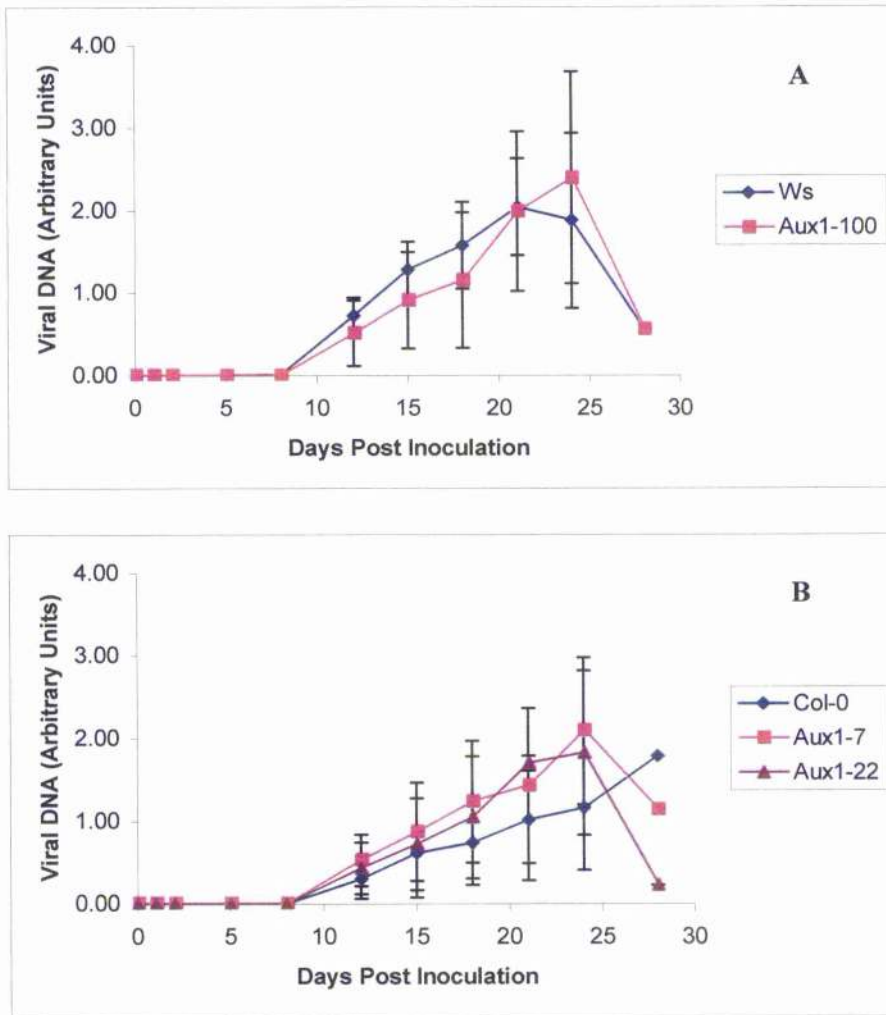 A
4.00
3.00
2.00
1.00
0.00
Viral DNA (Arbitrary Units)
0 5 10 15 20 25 30
Days Post Inoculation
Ws
Aux1-100
B
4.00
3.00
2.00
1.00
0.00
Viral DNA (Arbitrary Units)
0 5 10 15 20 25 30
Days Post Inoculation
Col-0
Aux1-7
Aux1-22